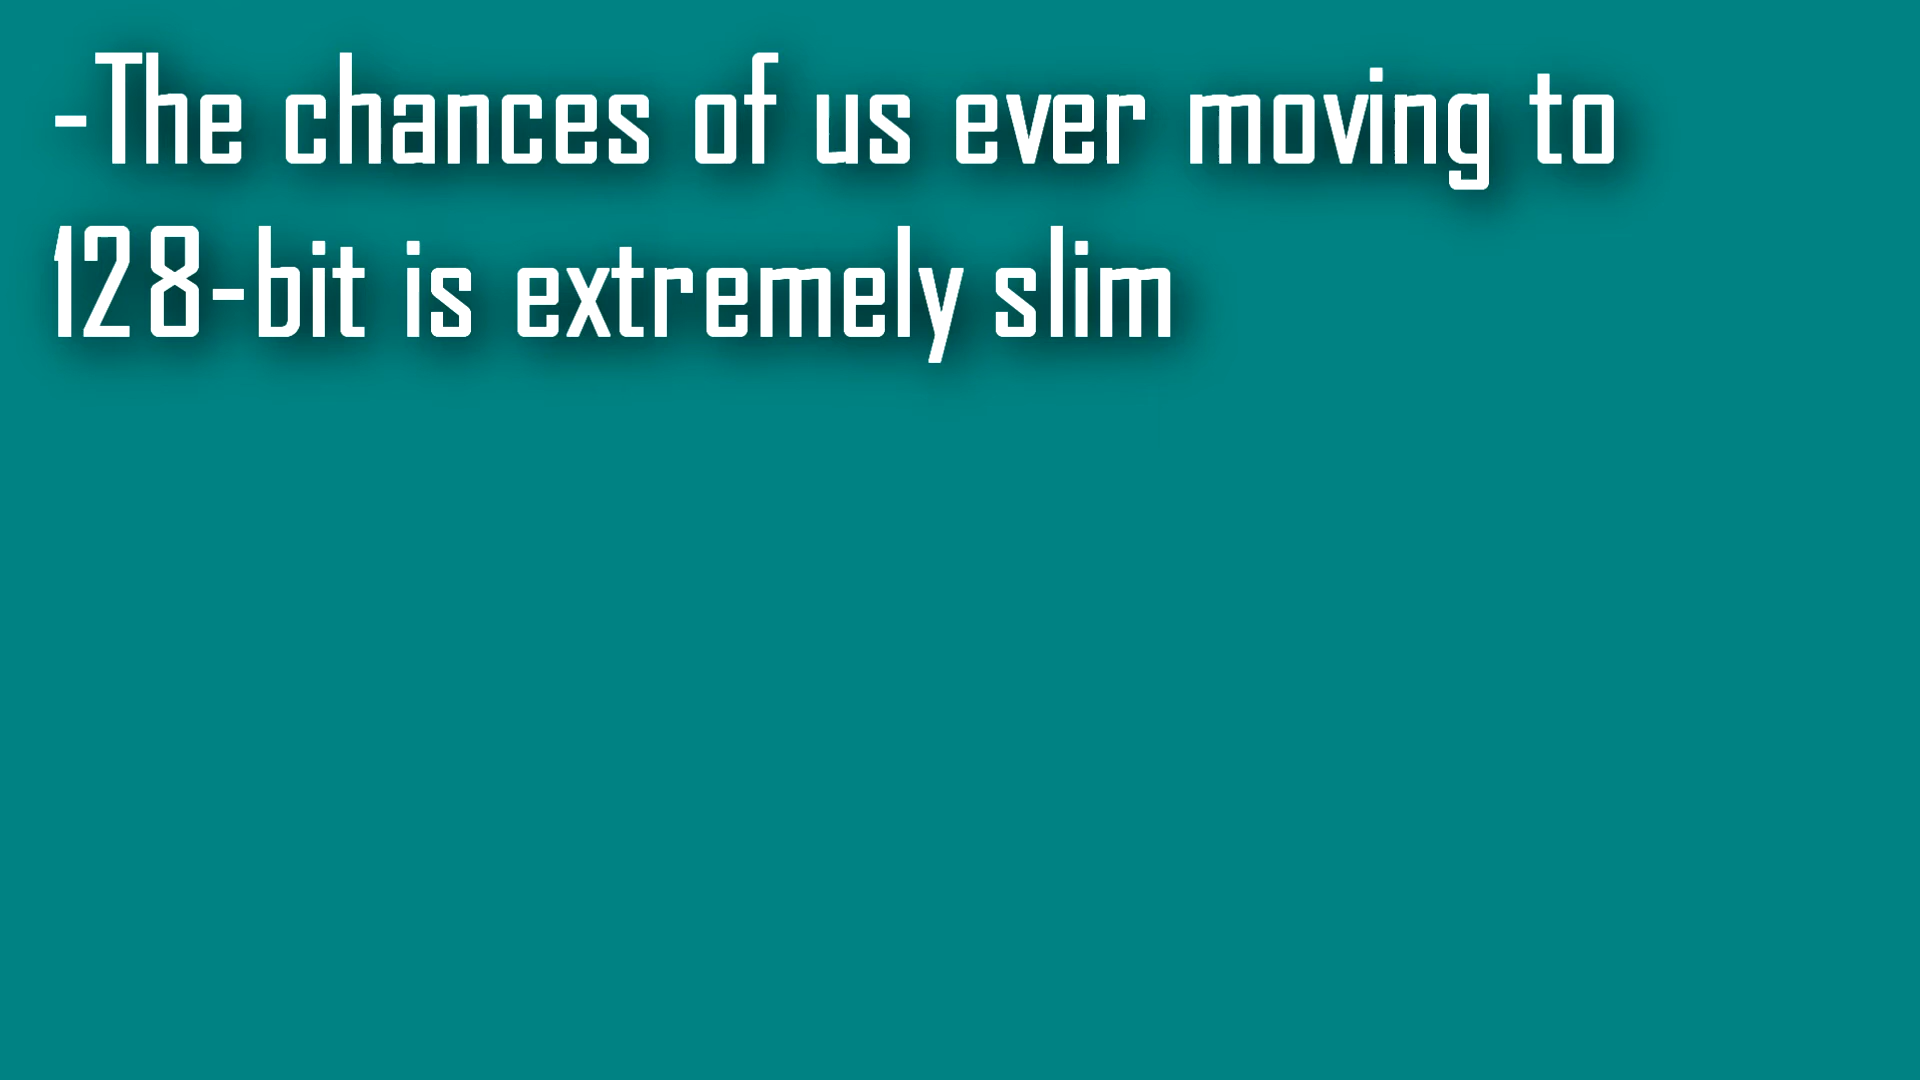 -The chances of us ever moving to
128-bit is extremely slim